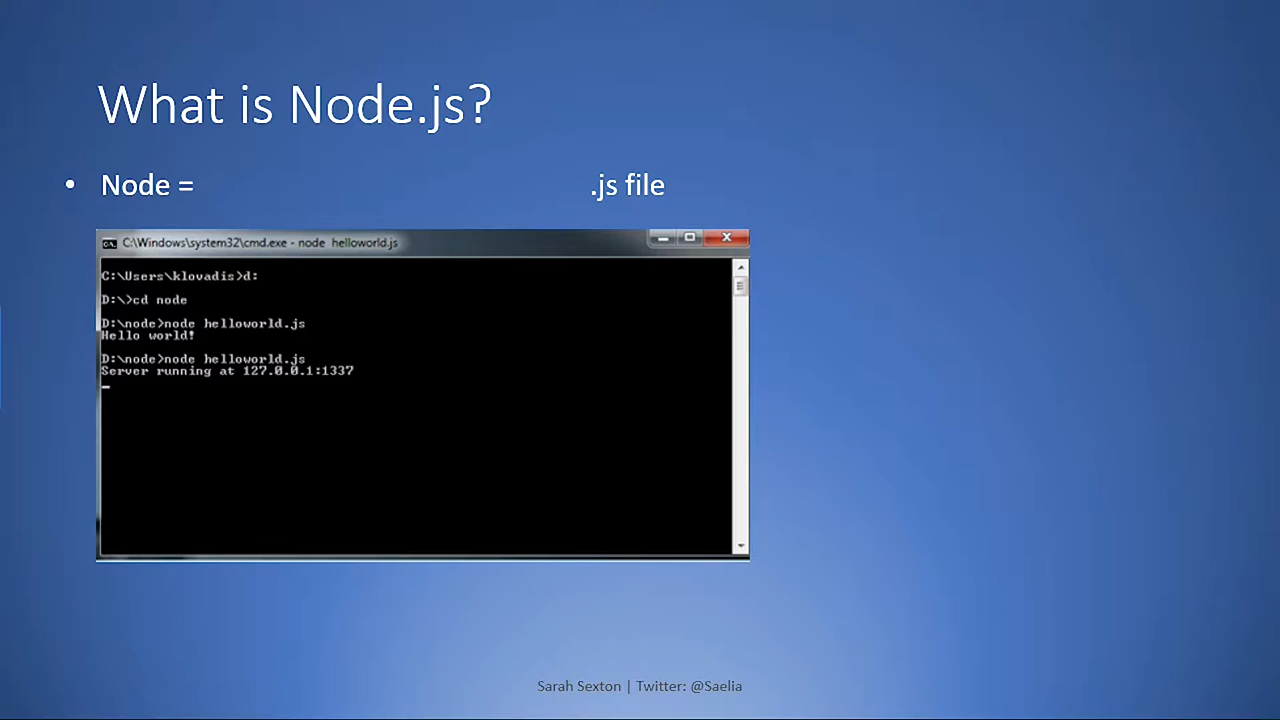 What is Node.js?
• Node = .js file
C:\Windows\system32\cmd.exe - node  helloworld.js
C:\Users\klovadis>d:
D:\>cd node
D:\node>node helloworld.js
Hello world!
D:\node>node helloworld.js
Server running at 127.0.0.1:1337
Sarah Sexton | Twitter: @Saelia